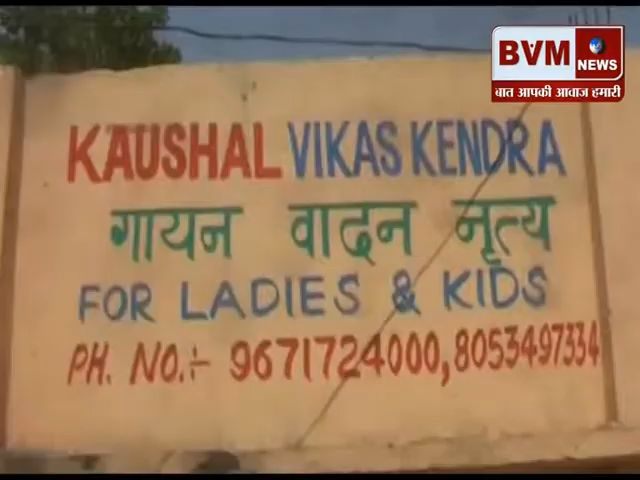 BVM NEWS
बात आपकी आवाज हमारी
KAUSHAL VIKAS KENDRA
गायन वादन नृत्य
FOR LADIES & KIDS
PH. NO.:- 9671724000, 8053497334